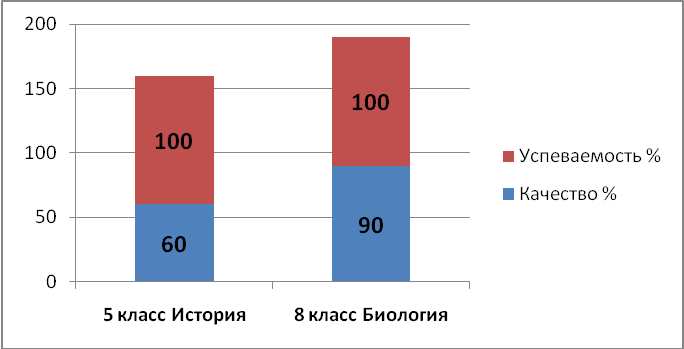 200
150
100
50
0
100
60
100
90
5 класс История
8 класс Биология
Успеваемость %
Качество %